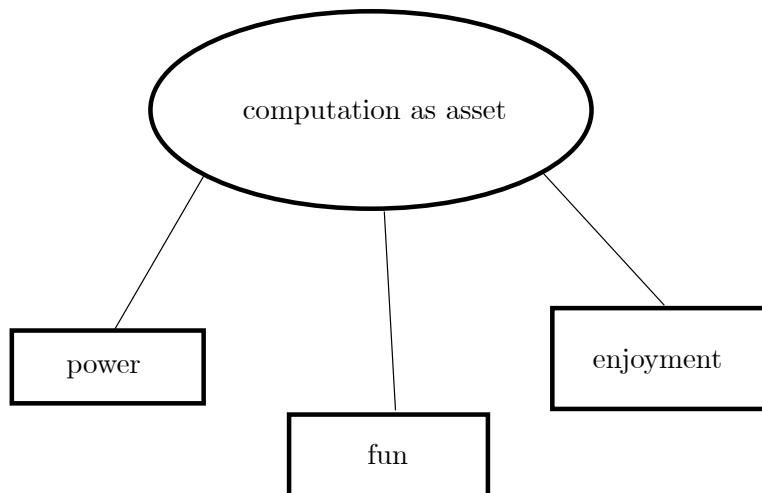 computation as asset
power
enjoyment
fun